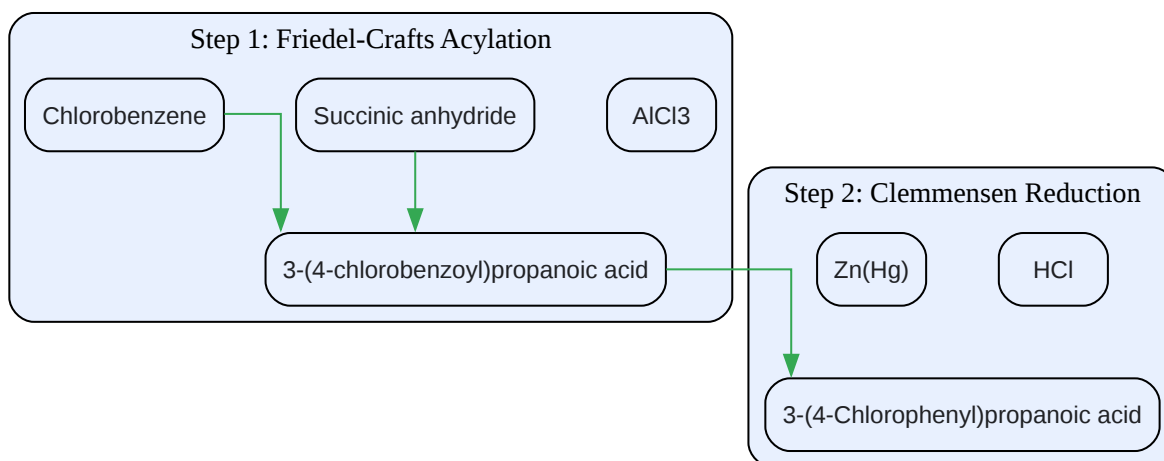 Step 1: Friedel-Crafts Acylation
Chlorobenzene
Succinic anhydride
AlCl3
3-(4-chlorobenzoyl)propanoic acid
Step 2: Clemmensen Reduction
Zn(Hg)
HCl
3-(4-Chlorophenyl)propanoic acid